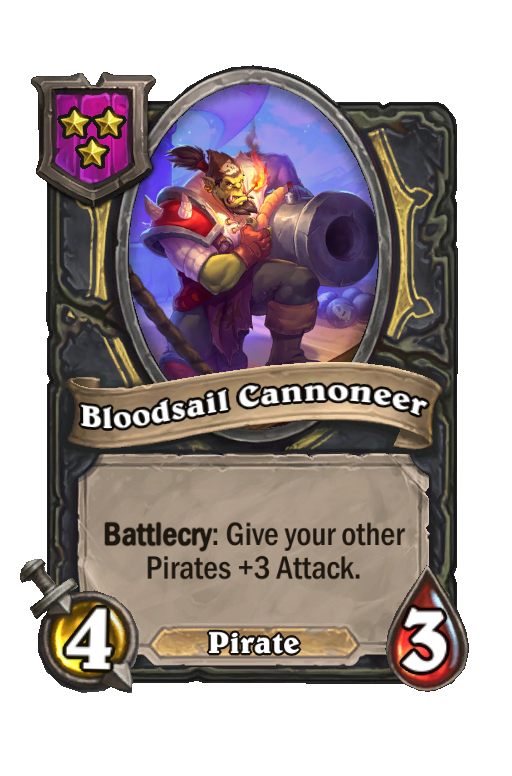 Bloodsail Cannoneer
Battlecry: Give your other
Pirates +3 Attack.
4
Pirate
3